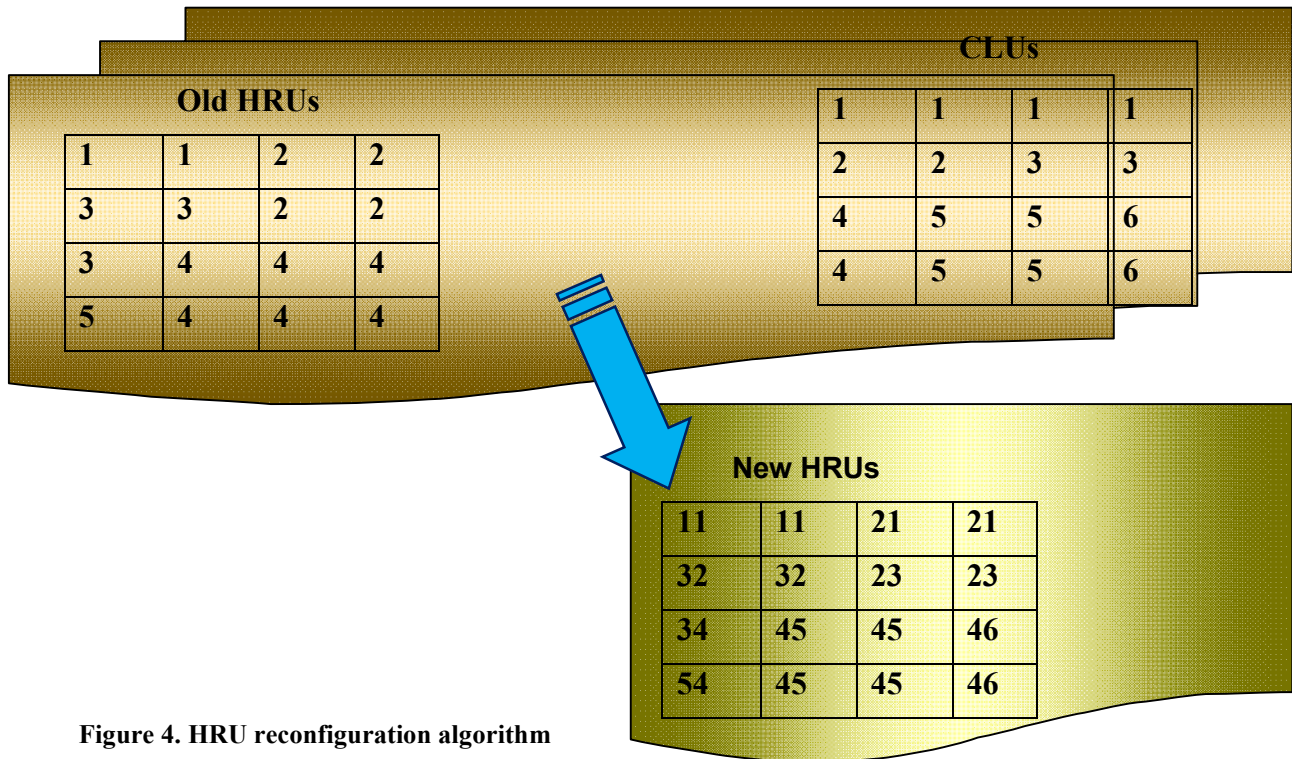 CLUs
Old HRUs
1 1 1 1
1 1 2 2
2 2 3 3
3 3 2 2
4 5 5 6
3 4 4 4
4 5 5 6
5 4 4 4
New HRUs
11 11 21 21
32 32 23 23
34 45 45 46
54 45 45 46
Figure 4. HRU reconfiguration algorithm